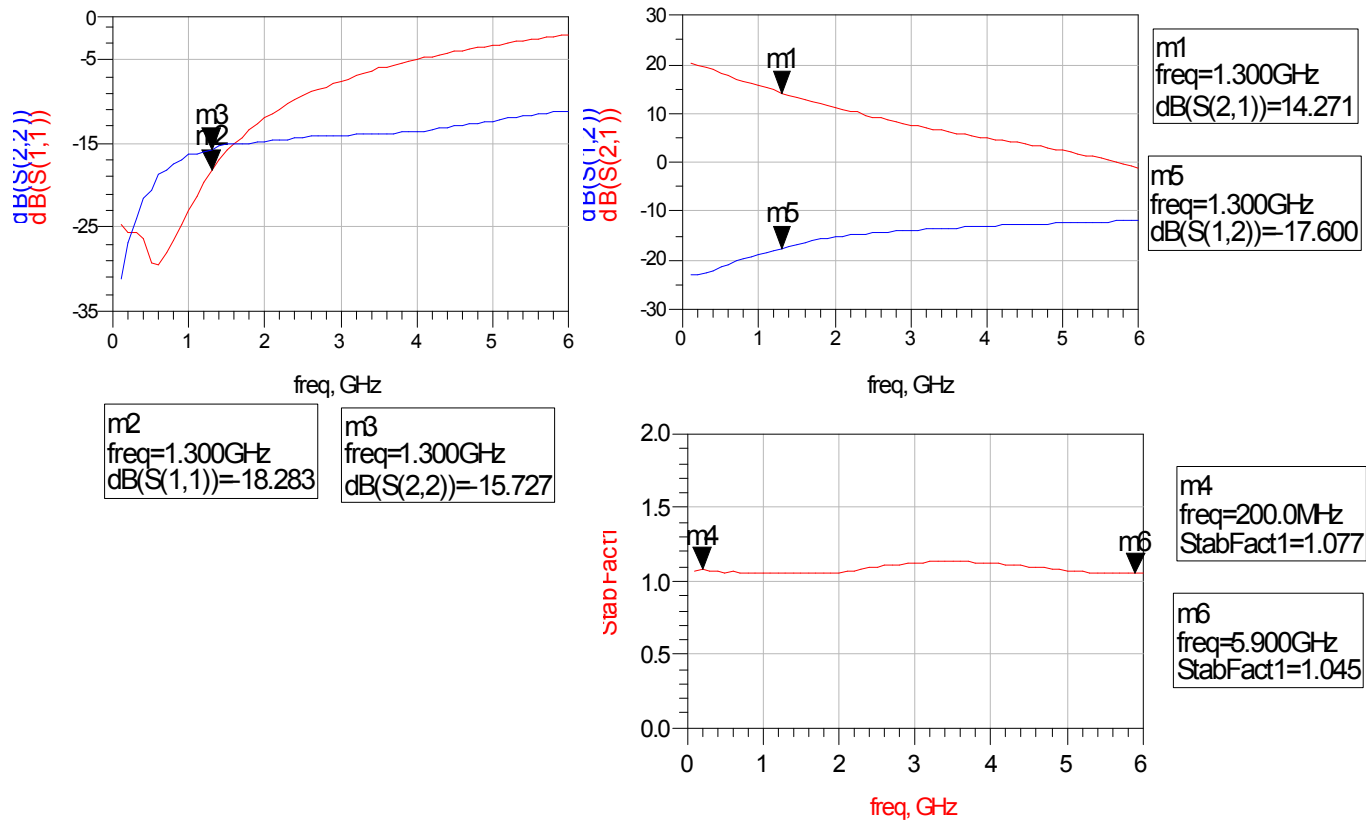 0
-5
-15
-25
-35
dB(S(2,2))
dB(S(1,1))
m3
m2
0 1 2 3 4 5 6
freq, GHz
m2
freq=1.300GHz
dB(S(1,1))=-18.283
m3
freq=1.300GHz
dB(S(2,2))=-15.727
30
20
10
0
-10
-20
-30
dB(S(1,2))
dB(S(2,1))
m1
m5
0 1 2 3 4 5 6
freq, GHz
m1
freq=1.300GHz
dB(S(2,1))=14.271
m5
freq=1.300GHz
dB(S(1,2))=-17.600
2.0
1.5
1.0
0.5
0.0
StabFact1
m4
m6
0 1 2 3 4 5 6
freq, GHz
m4
freq=200.0MHz
StabFact1=1.077
m6
freq=5.900GHz
StabFact1=1.045